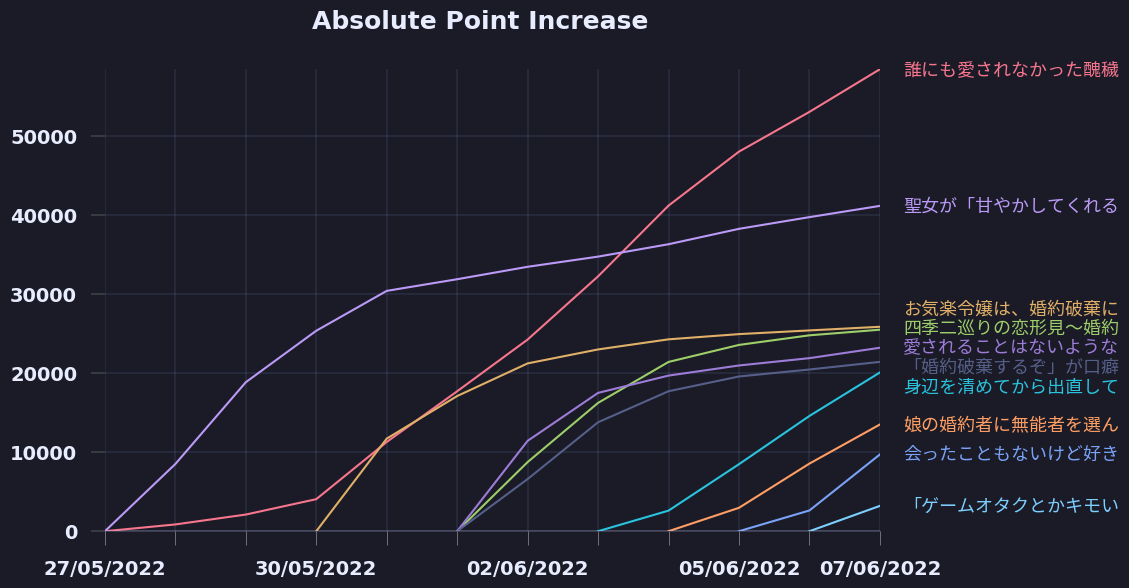 Absolute Point Increase
誰にも愛されなかった醜穢
50000
40000
聖女が「甘やかしてくれる
30000
お気楽令嬢は、婚約破棄に
四季二巡りの恋形見～婚約
愛されることはないような
20000
「婚約破棄するぞ」が口癖
身辺を清めてから出直して
娘の婚約者に無能者を選ん
10000
会ったこともないけど好き
「ゲームオタクとかキモい
0
27/05/2022 30/05/2022 02/06/2022 05/06/2022 07/06/2022